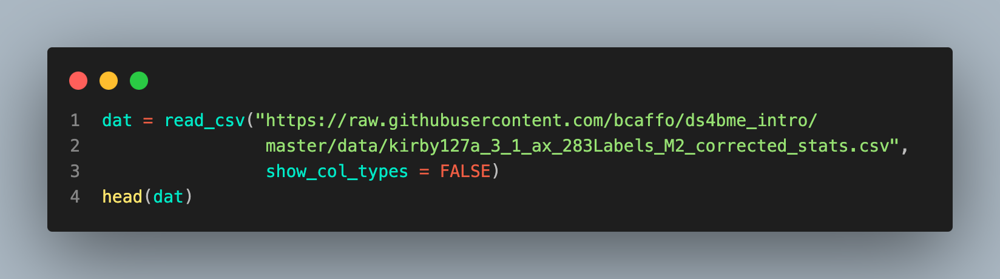 1 dat = read_csv("https://raw.githubusercontent.com/bcaffo/ds4bme_intro/
2 master/data/kirby127a_3_1_ax_283Labels_M2_corrected_stats.csv",
3 show_col_types = FALSE)
4 head(dat)